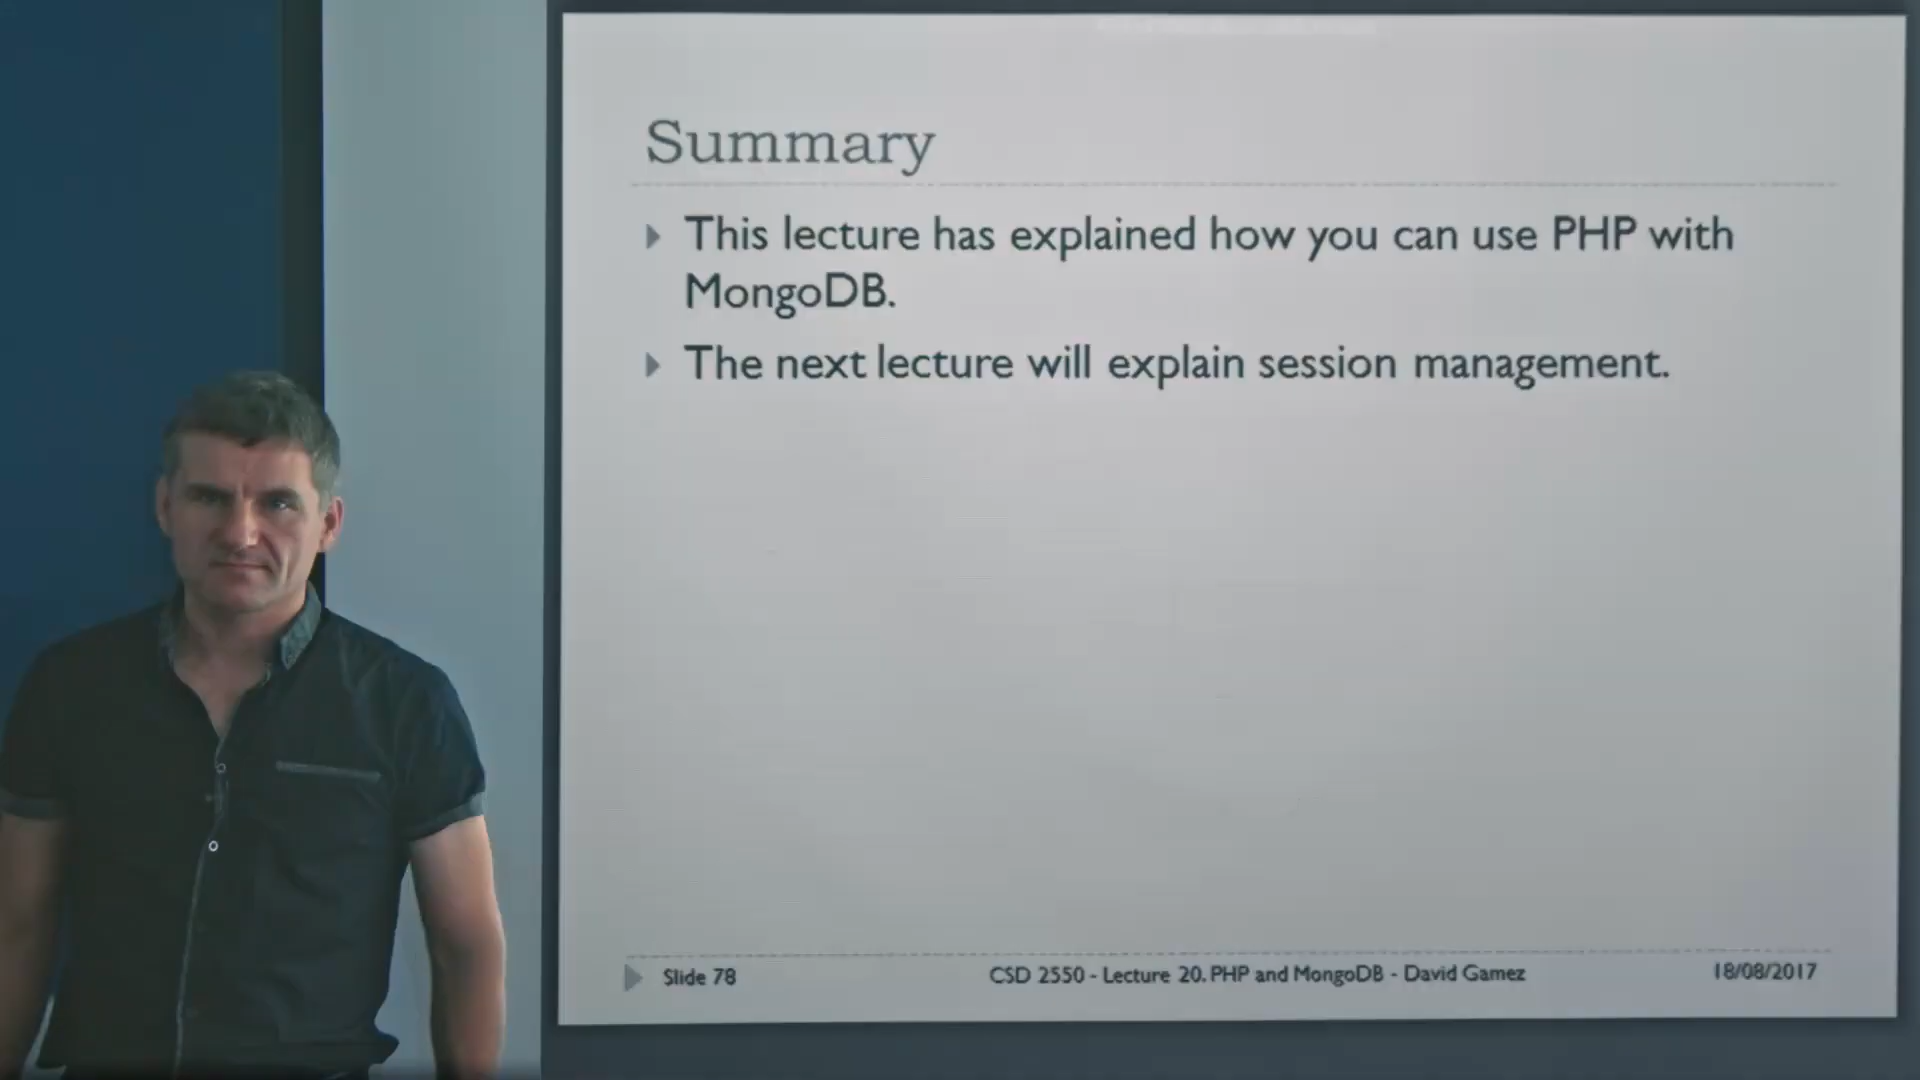 Summary
This lecture has explained how you can use PHP with
MongoDB.
The next lecture will explain session management.
Slide 78
CSD 2550 - Lecture 20. PHP and MongoDB - David Gamez
18/08/2017